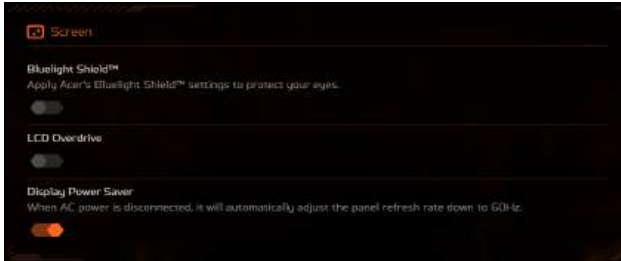 Screen
Bluelight Shield™
Apply Acer's Bluelight Shield™ settings to protect your eyes.
LCD Overdrive
Display Power Saver
When AC power is disconnected, it will automatically adjust the panel refresh rate down to 60Hz.